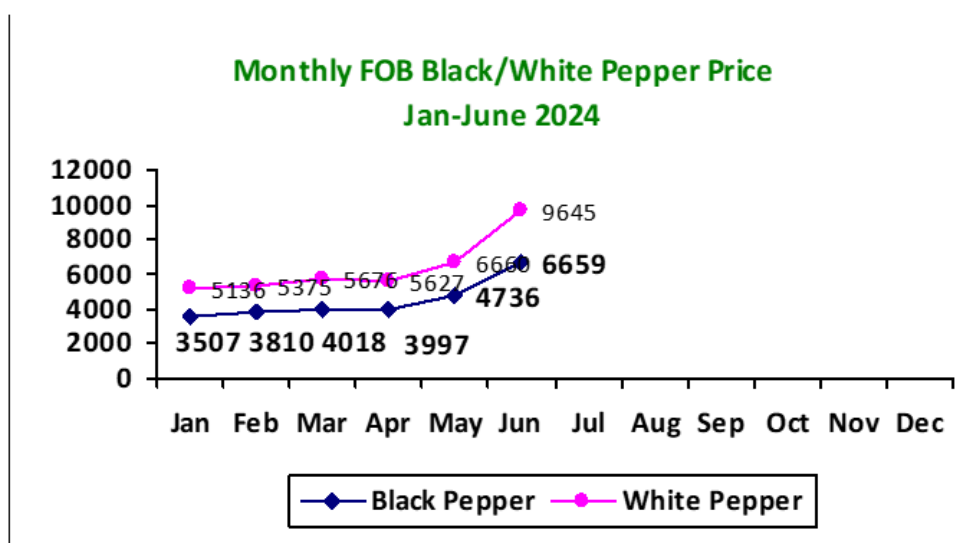 Monthly FOB Black/White Pepper Price
Jan-June 2024
12000
10000
8000
6000
4000
2000
0
9645
5136 5375 5676 5627
6659
4736
3507 3810 4018 3997
Jan Feb Mar Apr May Jun Jul Aug Sep Oct Nov Dec
Black Pepper White Pepper